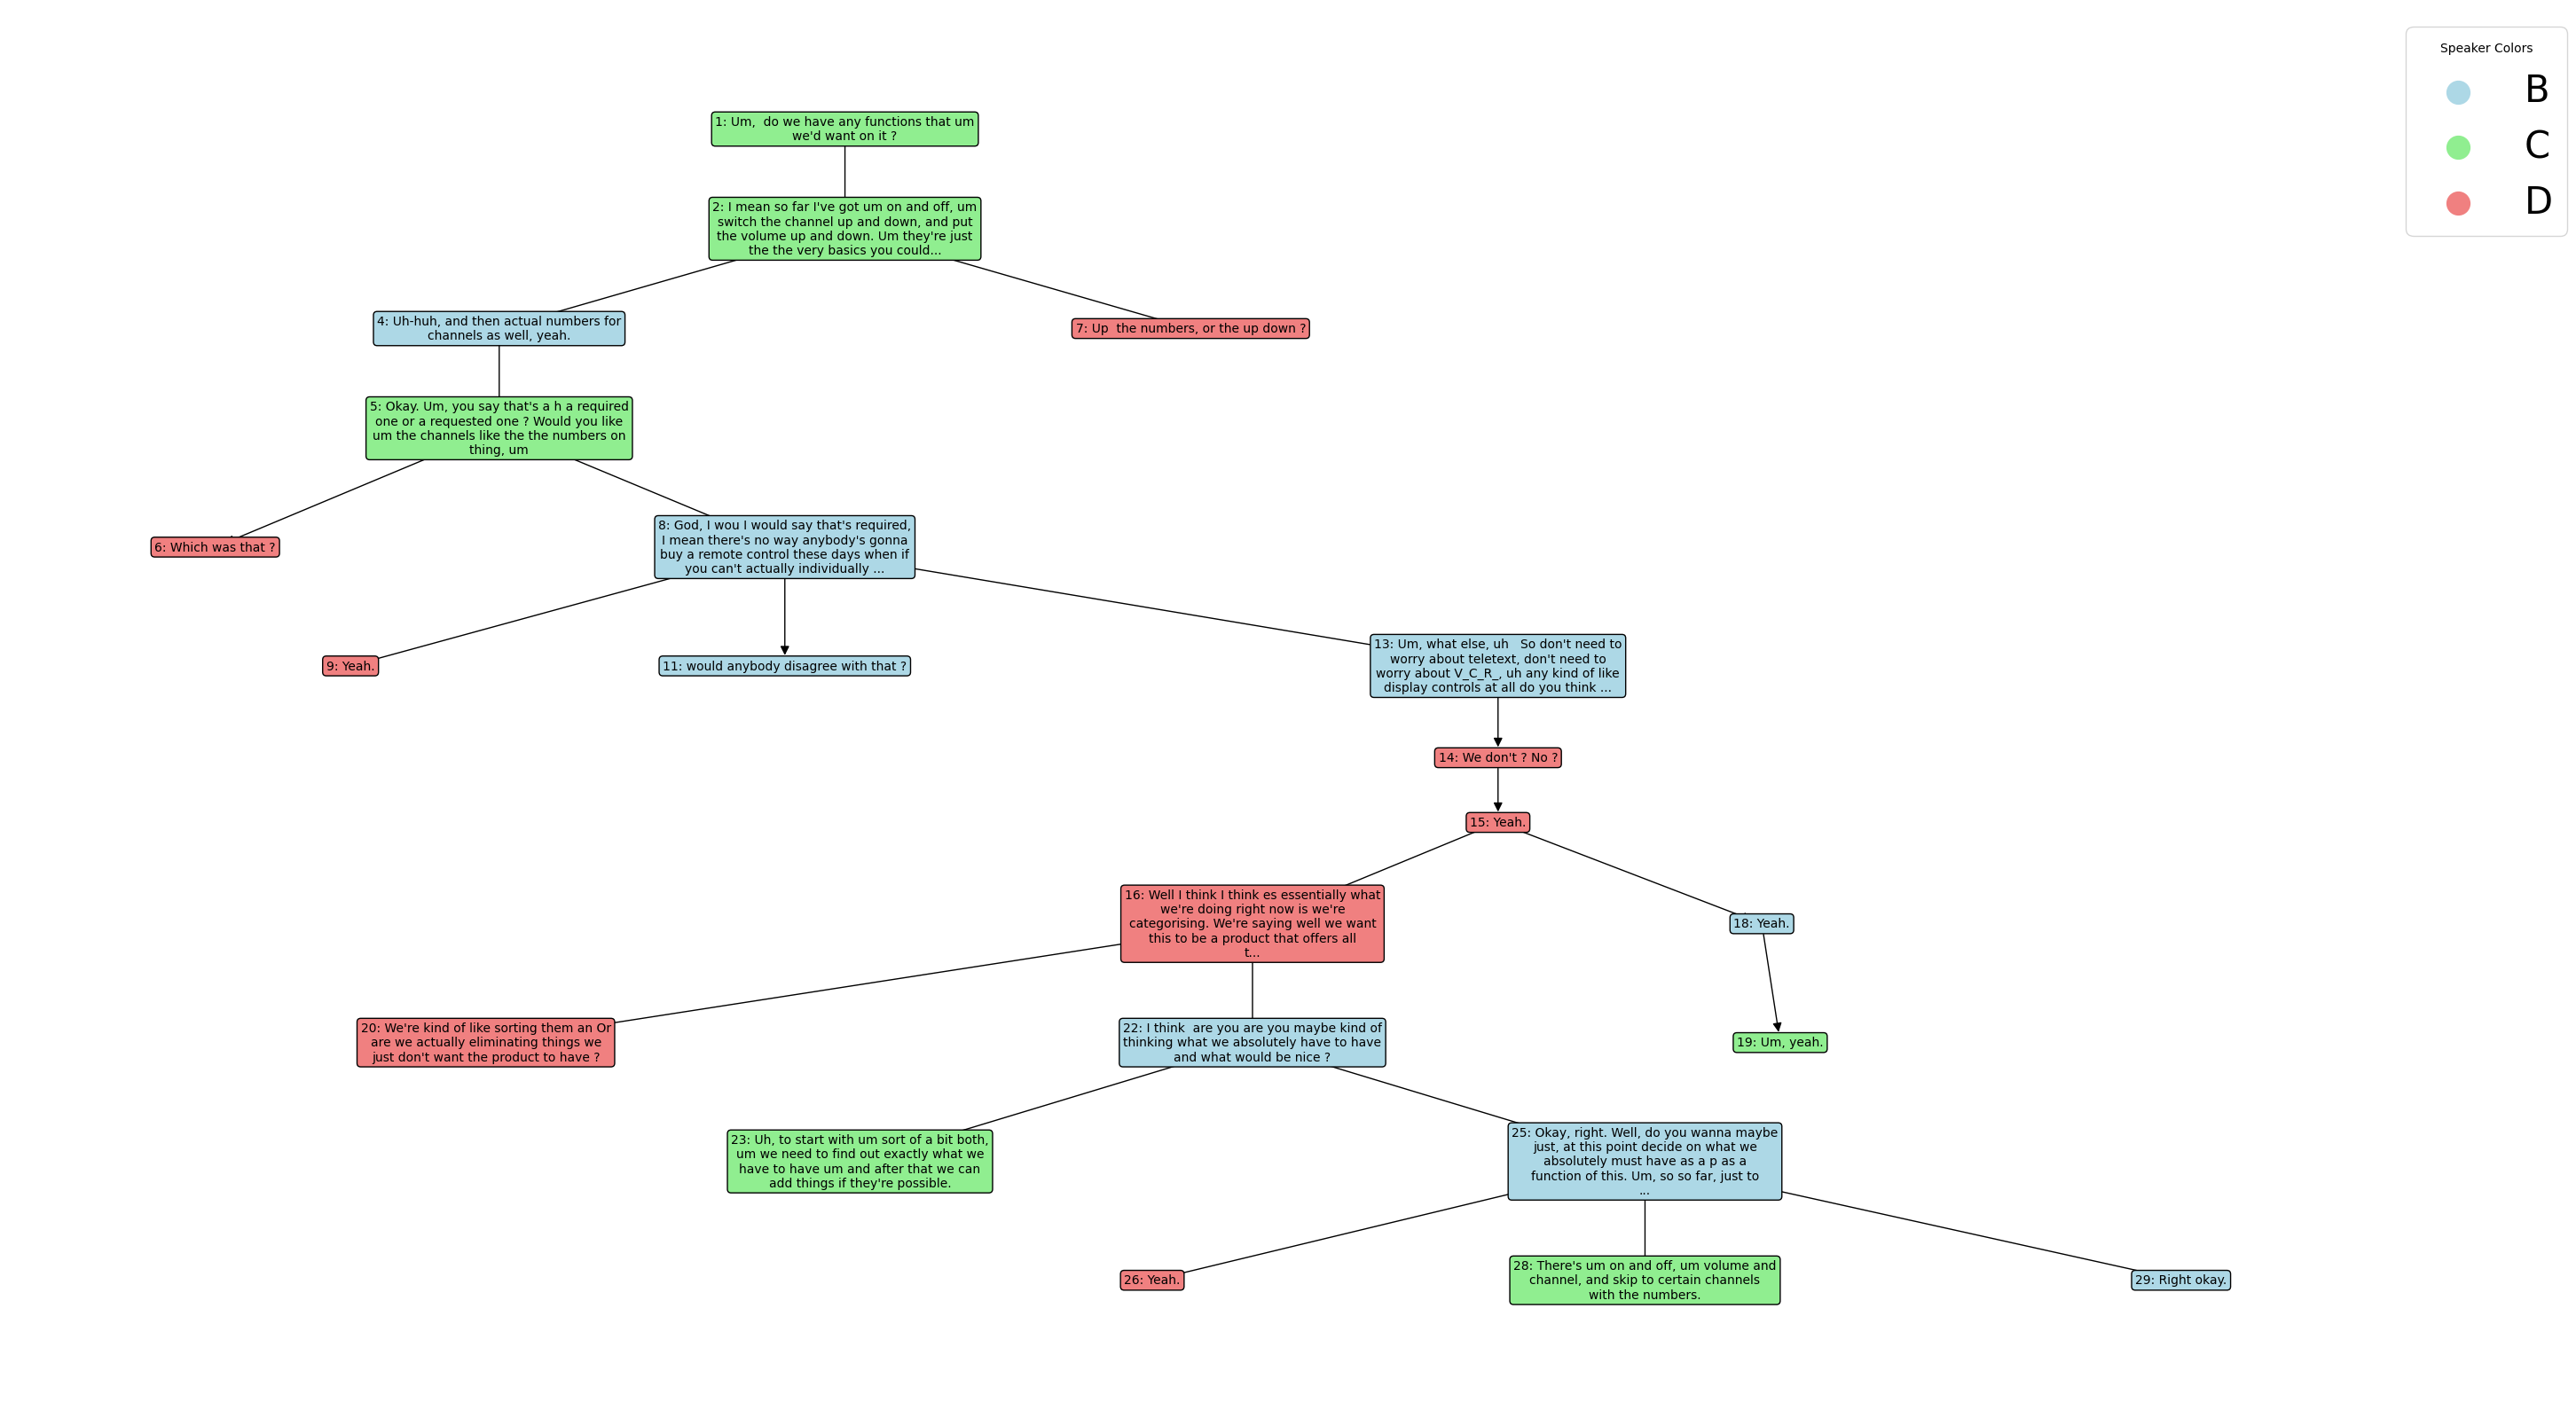 Speaker Colors
B
C
D
1: Um,  do we have any functions that um
we'd want on it ?
2: I mean so far I've got um on and off, um
switch the channel up and down, and put
the volume up and down. Um they're just
the the very basics you could...
4: Uh-huh, and then actual numbers for
channels as well, yeah.
7: Up  the numbers, or the up down ?
5: Okay. Um, you say that's a h a required
one or a requested one ? Would you like
um the channels like the the numbers on
thing, um
6: Which was that ?
8: God, I wou I would say that's required,
I mean there's no way anybody's gonna
buy a remote control these days when if
you can't actually individually ...
9: Yeah.
11: would anybody disagree with that ?
13: Um, what else, uh   So don't need to
worry about teletext, don't need to
worry about V_C_R_, uh any kind of like
display controls at all do you think ...
14: We don't ? No ?
15: Yeah.
16: Well I think I think es essentially what
we're doing right now is we're
categorising. We're saying well we want
this to be a product that offers all
t...
18: Yeah.
20: We're kind of like sorting them an Or
are we actually eliminating things we
just don't want the product to have ?
22: I think  are you are you maybe kind of
thinking what we absolutely have to have
and what would be nice ?
19: Um, yeah.
23: Uh, to start with um sort of a bit both,
um we need to find out exactly what we
have to have um and after that we can
add things if they're possible.
25: Okay, right. Well, do you wanna maybe
just, at this point decide on what we
absolutely must have as a p as a
function of this. Um, so so far, just to
...
26: Yeah.
28: There's um on and off, um volume and
channel, and skip to certain channels
with the numbers.
29: Right okay.